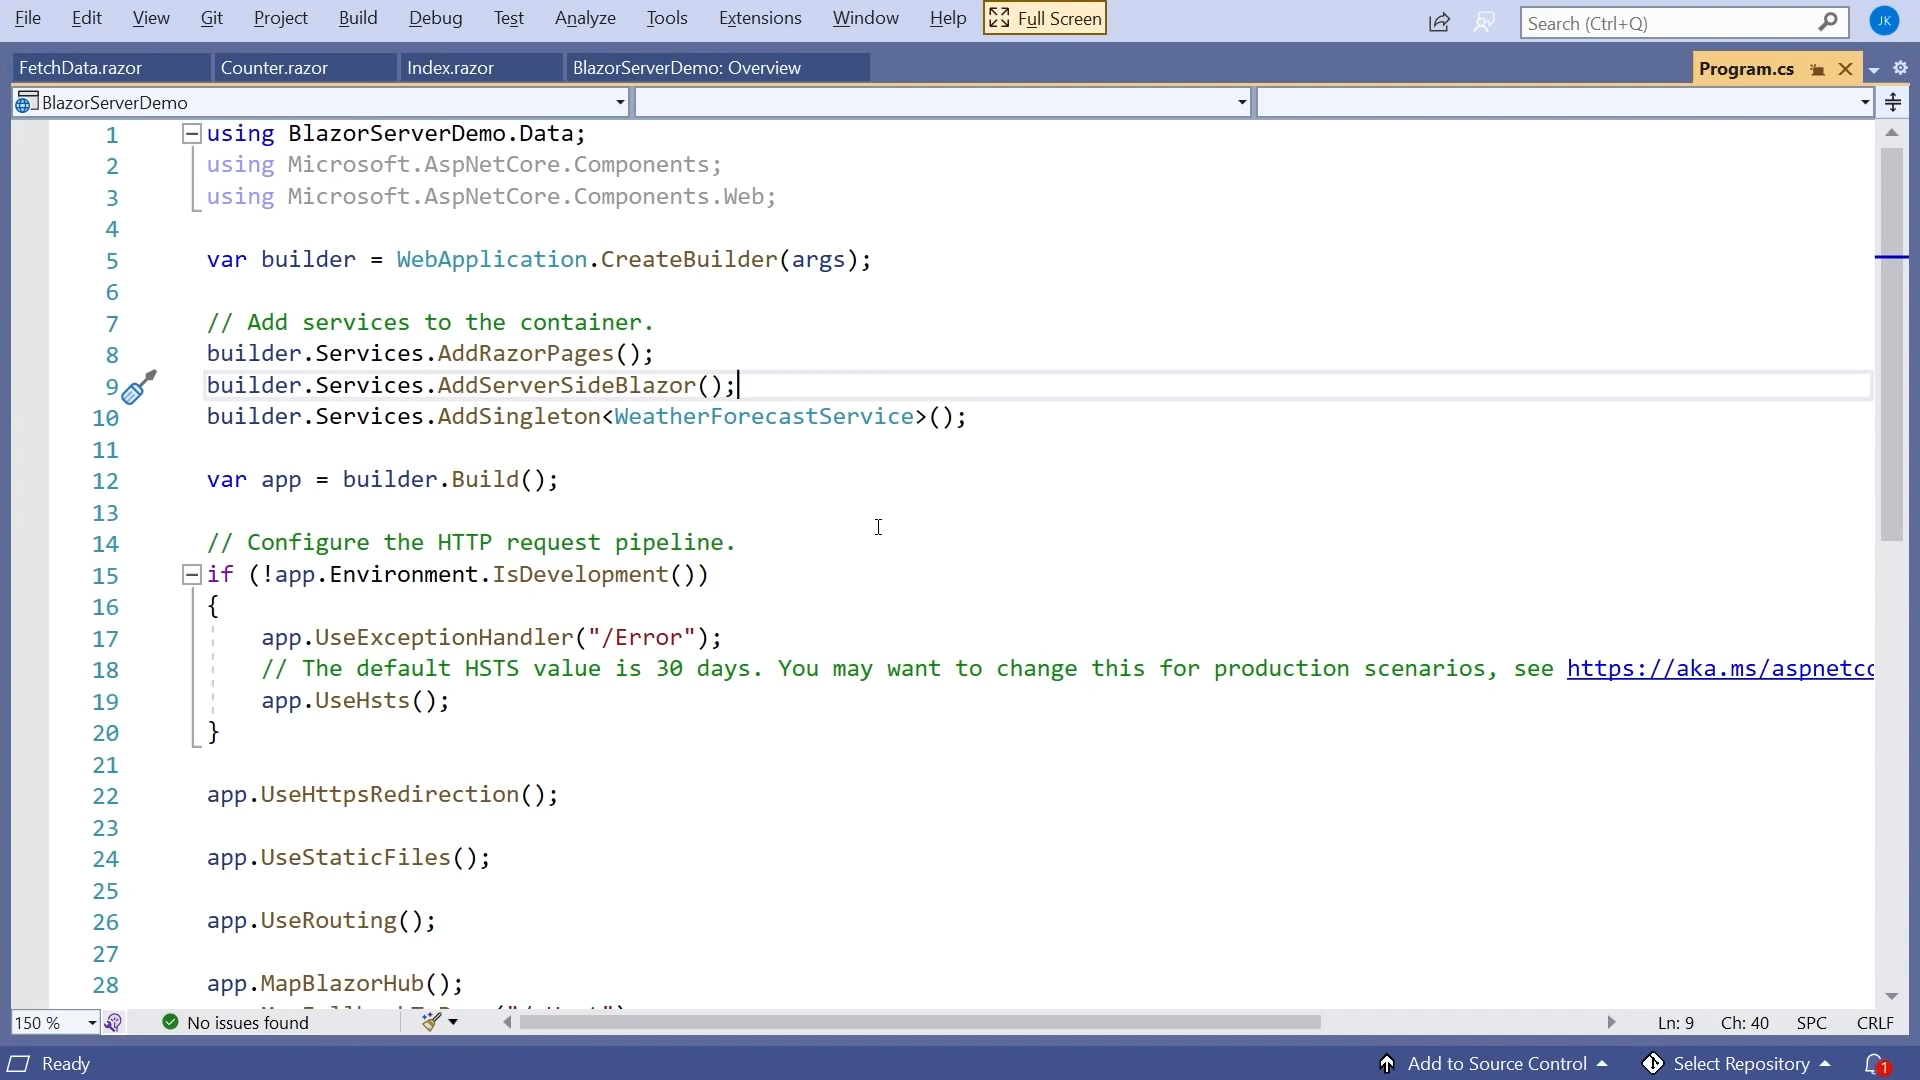 File Edit View Git Project Build Debug Test Analyze Tools Extensions Window Help Full Screen Search (Ctrl+Q) JK
FetchData.razor Counter.razor Index.razor BlazorServerDemo: Overview Program.cs
BlazorServerDemo
1 using BlazorServerDemo.Data;
2 using Microsoft.AspNetCore.Components;
3 using Microsoft.AspNetCore.Components.Web;
4
5 var builder = WebApplication.CreateBuilder(args);
6
7 // Add services to the container.
8 builder.Services.AddRazorPages();
9 builder.Services.AddServerSideBlazor();
10 builder.Services.AddSingleton<WeatherForecastService>();
11
12 var app = builder.Build();
13
14 // Configure the HTTP request pipeline.
15 if (!app.Environment.IsDevelopment())
16 {
17 app.UseExceptionHandler("/Error");
18 // The default HSTS value is 30 days. You may want to change this for production scenarios, see https://aka.ms/aspnetc
19 app.UseHsts();
20 }
21
22 app.UseHttpsRedirection();
23
24 app.UseStaticFiles();
25
26 app.UseRouting();
27
28 app.MapBlazorHub();
150 % No issues found Ln: 9 Ch: 40 SPC CRLF
Ready Add to Source Control Select Repository 1